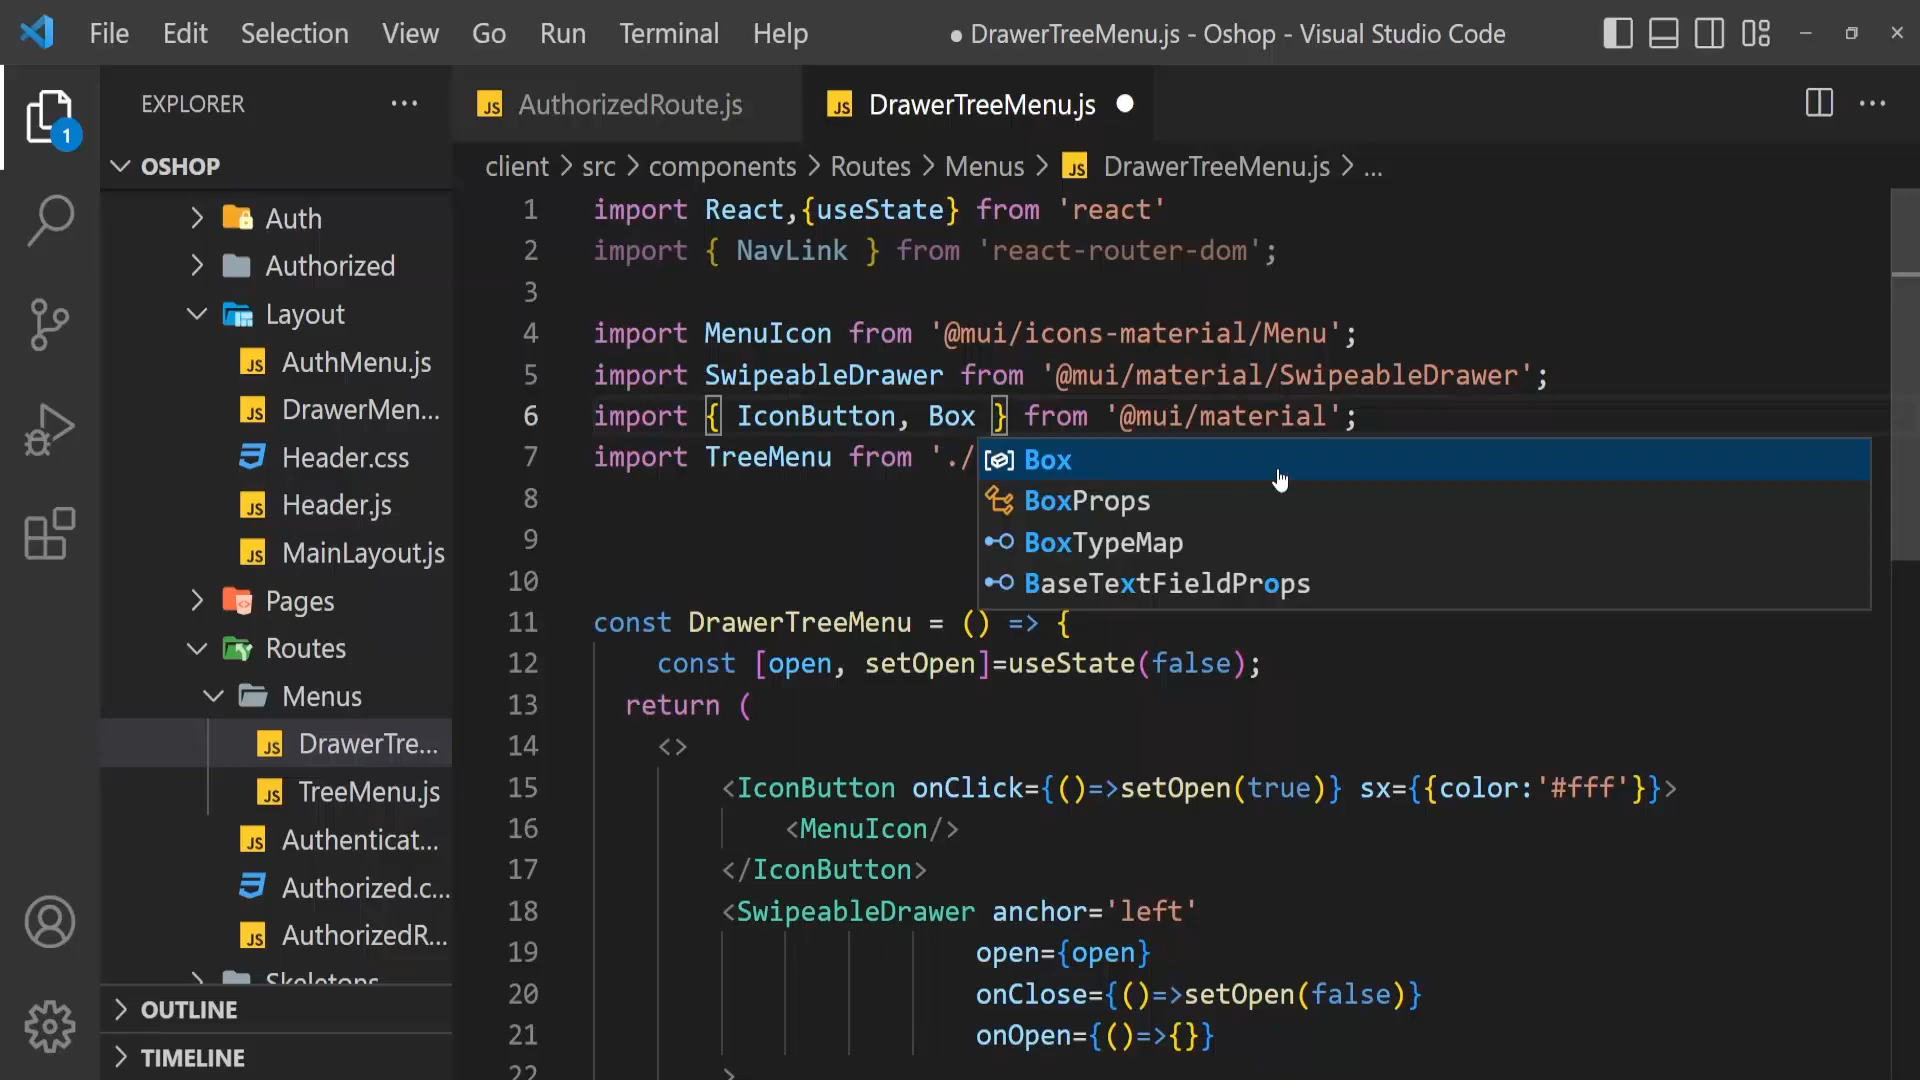 File Edit Selection View Go Run Terminal Help ● DrawerTreeMenu.js - Oshop - Visual Studio Code
EXPLORER ...
1
OSHOP
Auth
Authorized
Layout
AuthMenu.js
DrawerMen...
Header.css
Header.js
MainLayout.js
Pages
Routes
Menus
DrawerTre...
TreeMenu.js
Authenticat...
Authorized.c...
AuthorizedR...
Skeletons
OUTLINE
TIMELINE
JS AuthorizedRoute.js JS DrawerTreeMenu.js ●
client > src > components > Routes > Menus > JS DrawerTreeMenu.js > ...
1 import React,{useState} from 'react'
2 import { NavLink } from 'react-router-dom';
3
4 import MenuIcon from '@mui/icons-material/Menu';
5 import SwipeableDrawer from '@mui/material/SwipeableDrawer';
6 import { IconButton, Box } from '@mui/material';
7 import TreeMenu from './
Box
8
BoxProps
9
BoxTypeMap
10
BaseTextFieldProps
11 const DrawerTreeMenu = () => {
12 const [open, setOpen]=useState(false);
13 return (
14 <>
15 <IconButton onClick={()=>setOpen(true)} sx={{color:'#fff'}}>
16 <MenuIcon/>
17 </IconButton>
18 <SwipeableDrawer anchor='left'
19 open={open}
20 onClose={()=>setOpen(false)}
21 onOpen={()=>{}}
22 >